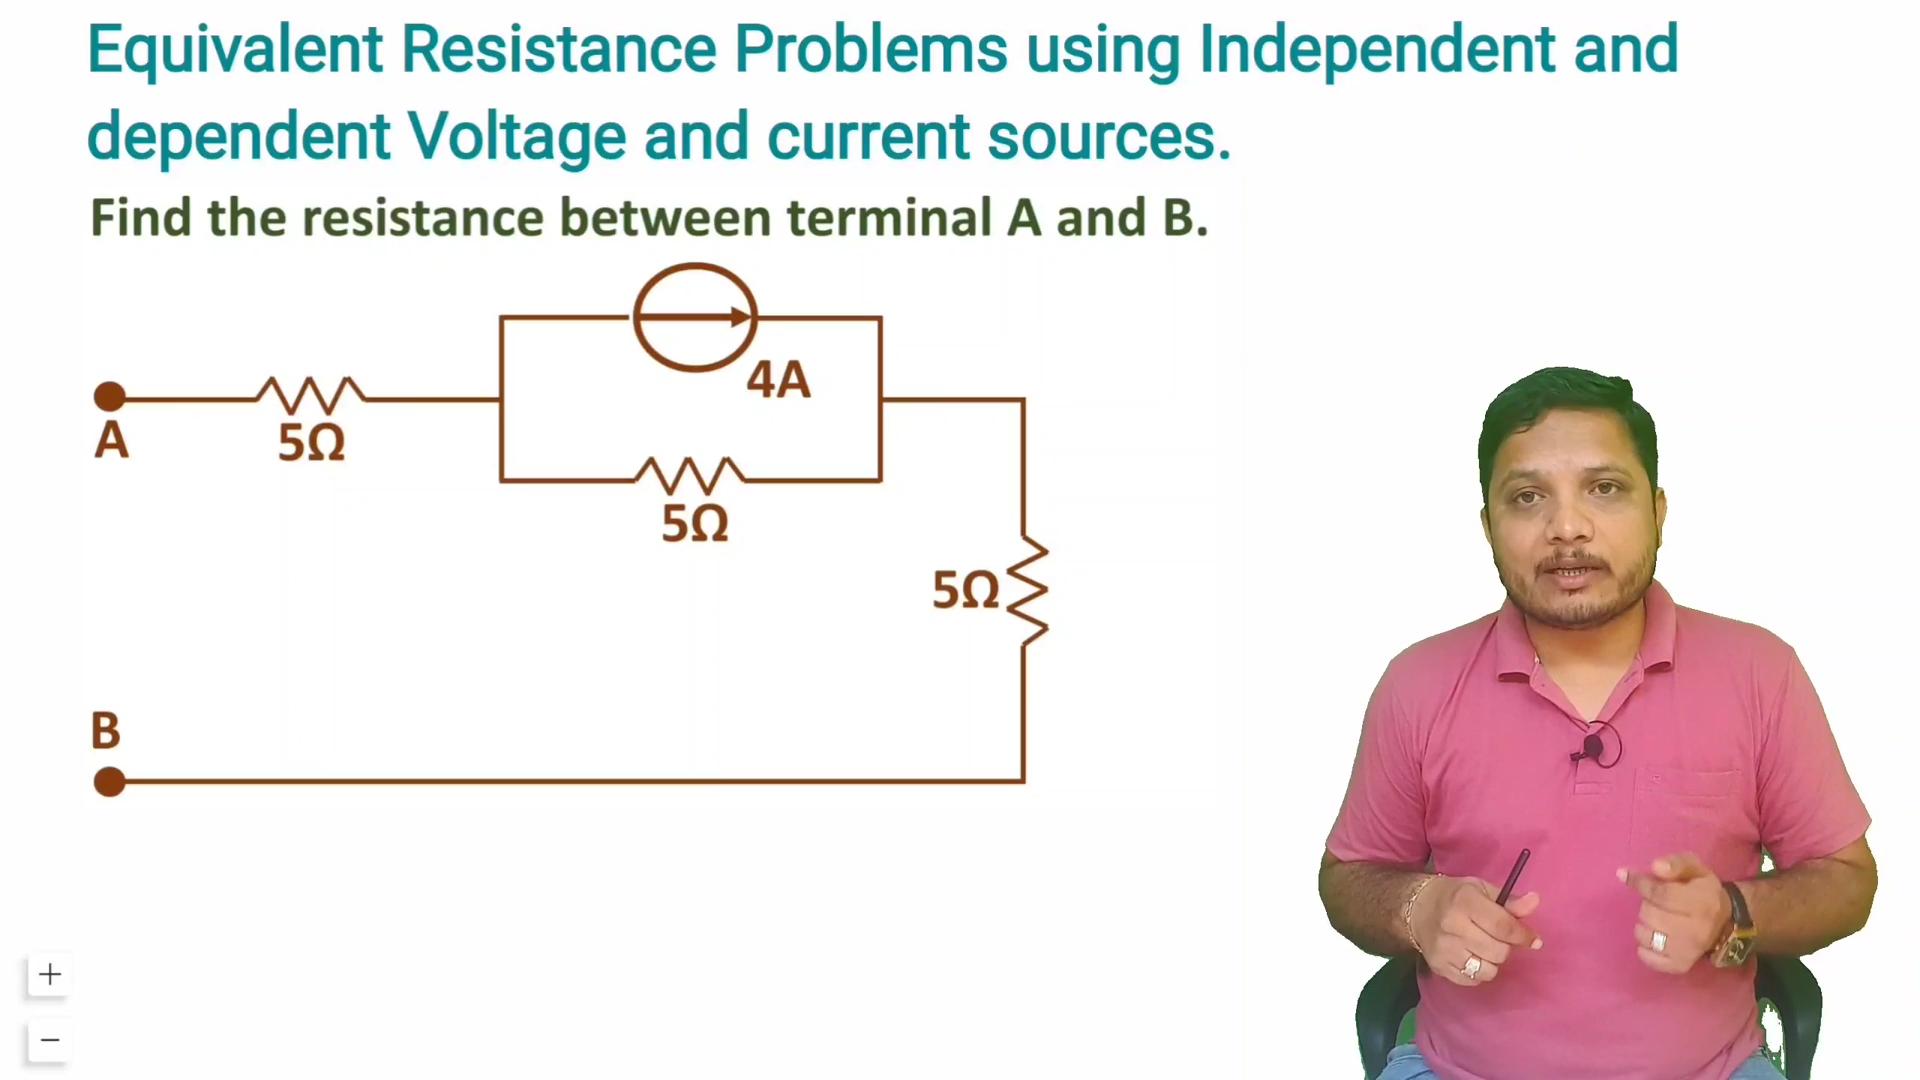 Equivalent Resistance Problems using Independent and
dependent Voltage and current sources.
Find the resistance between terminal A and B.
4A
A
5Ω
5Ω
5Ω
B
+
−